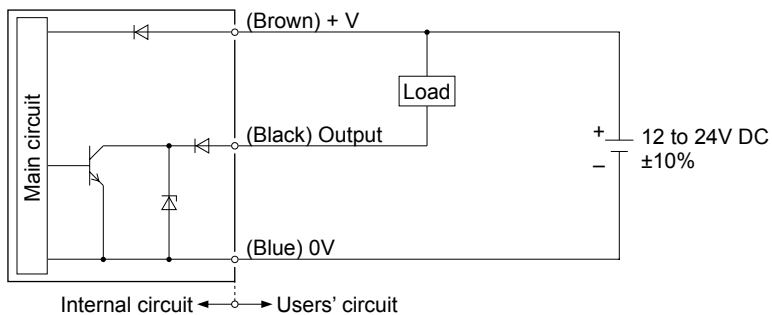 (Brown) + V
Load
Main circuit
(Black) Output
+
12 to 24V DC
–
±10%
(Blue) 0V
Internal circuit
Users' circuit